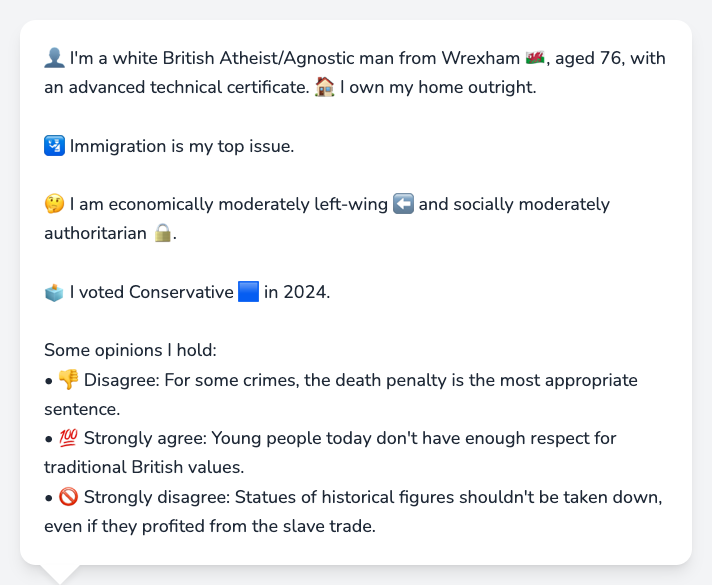 👤 I'm a white British Atheist/Agnostic man from Wrexham 🏴󠁧󠁢󠁷󠁬󠁳󠁿, aged 76, with
an advanced technical certificate. 🏠 I own my home outright.
🛂 Immigration is my top issue.
🤔 I am economically moderately left-wing ⬅️ and socially moderately
authoritarian 🔒.
🗳️ I voted Conservative 🟦 in 2024.
Some opinions I hold:
• 👎 Disagree: For some crimes, the death penalty is the most appropriate
sentence.
• 💯 Strongly agree: Young people today don't have enough respect for
traditional British values.
• 🚫 Strongly disagree: Statues of historical figures shouldn't be taken down,
even if they profited from the slave trade.